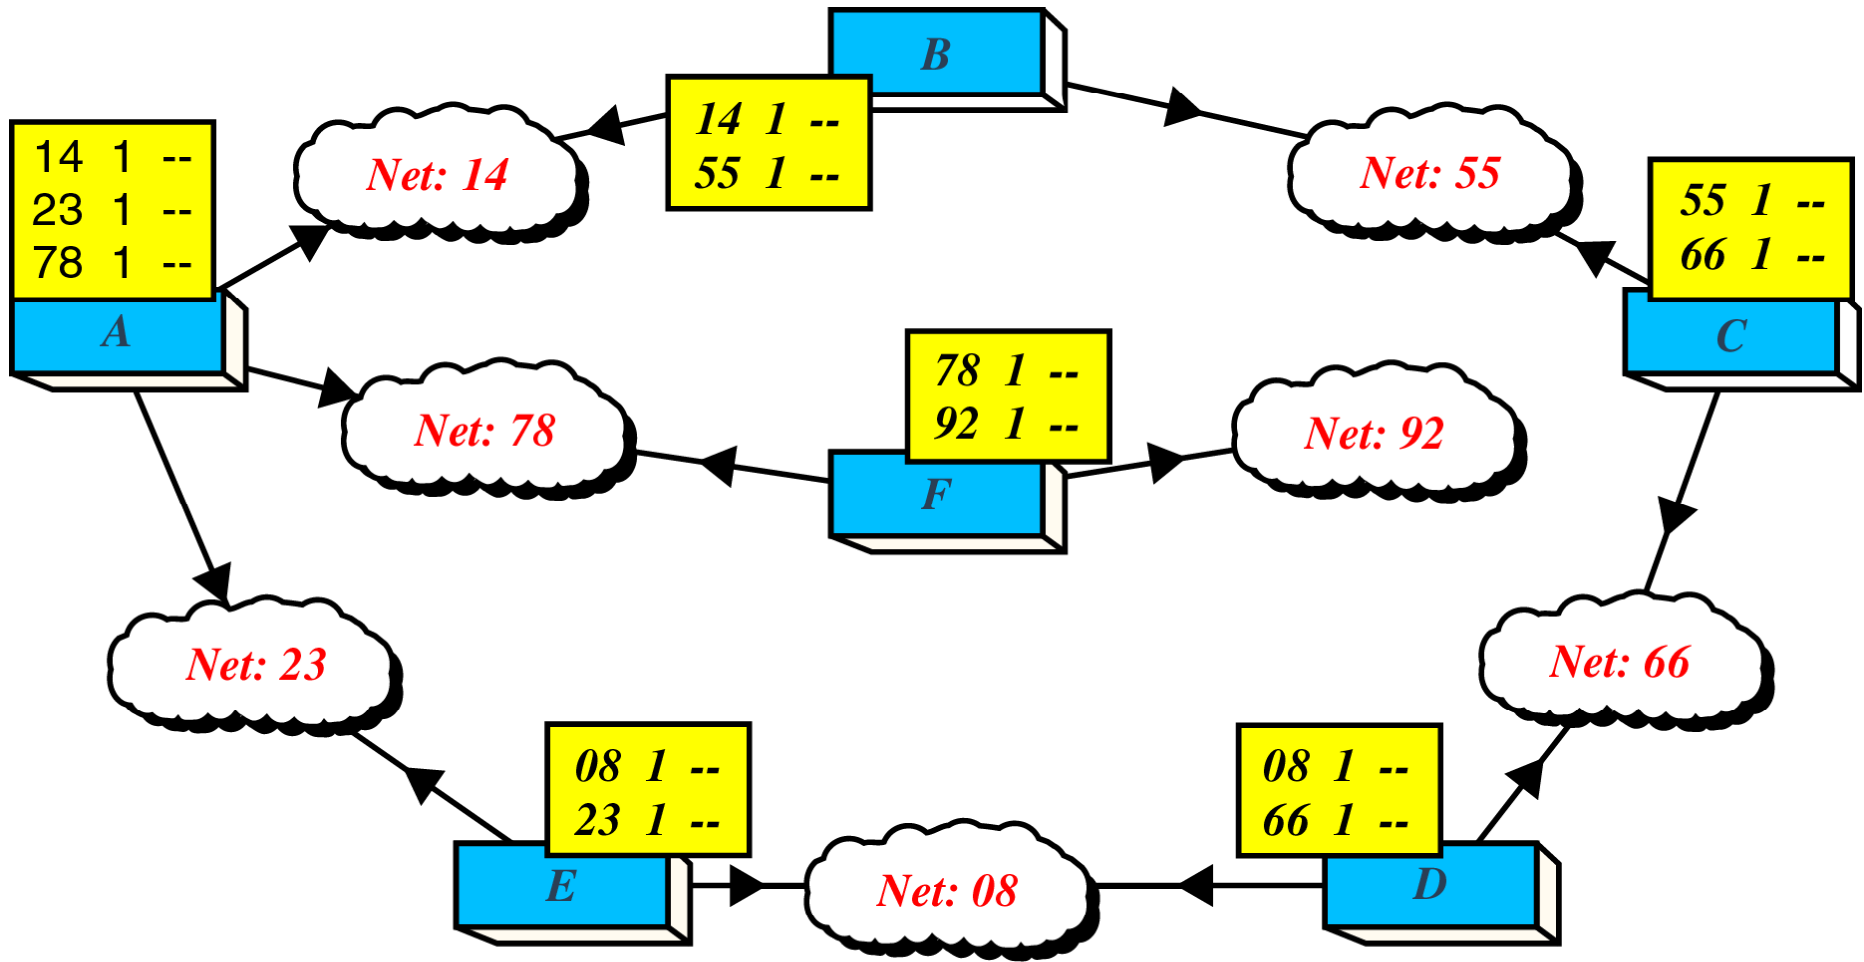 B
14 1 --
55 1 --
Net: 14
Net: 55
14 1 --
23 1 --
78 1 --
A
55 1 --
66 1 --
C
78 1 --
92 1 --
F
Net: 78
Net: 92
Net: 23
Net: 66
08 1 --
23 1 --
E
Net: 08
08 1 --
66 1 --
D